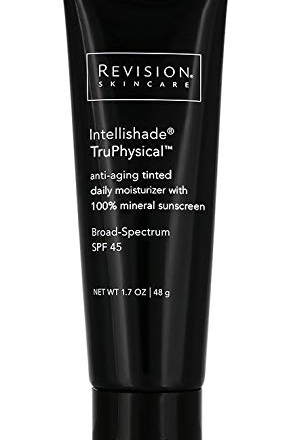 REVISION®
SKINCARE
Intellishade®
TruPhysical™
anti-aging tinted
daily moisturizer with
100% mineral sunscreen
Broad-Spectrum
SPF 45
NET WT 1.7 OZ | 48 g